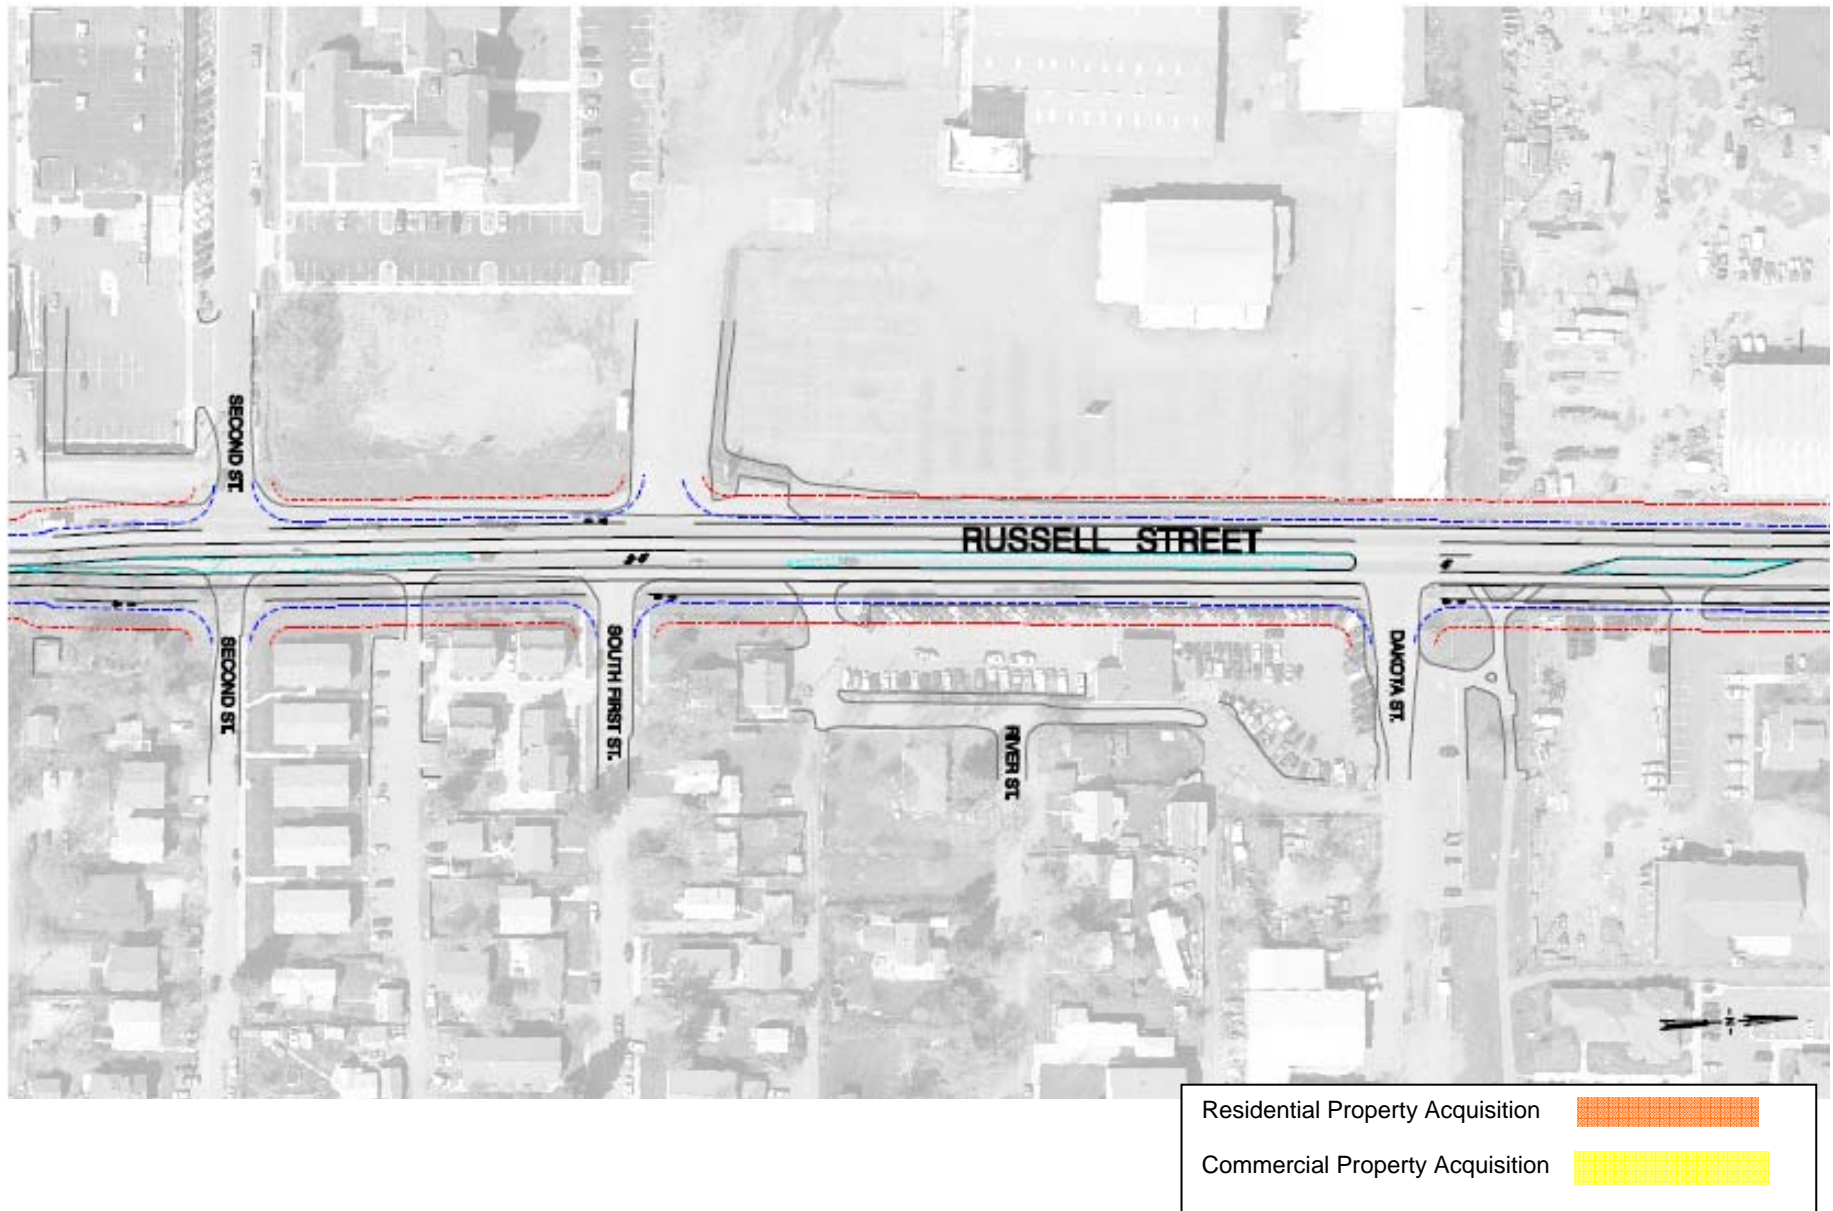 SECOND ST.
RUSSELL STREET
SECOND ST.
SOUTH FIRST ST.
DAKOTA ST.
RIVER ST.
N
Residential Property Acquisition
Commercial Property Acquisition